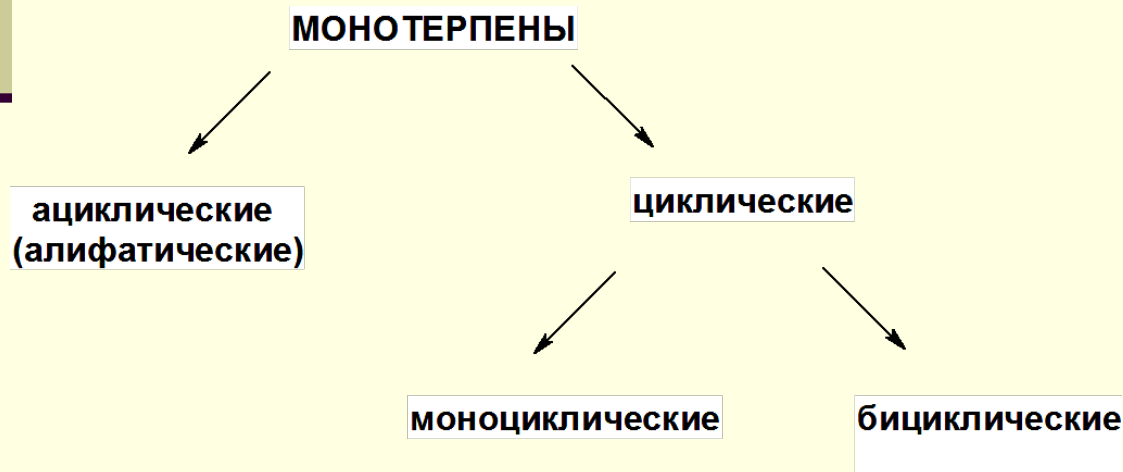 МОНОТЕРПЕНЫ
ациклические
(алифатические)
циклические
моноциклические
бициклические